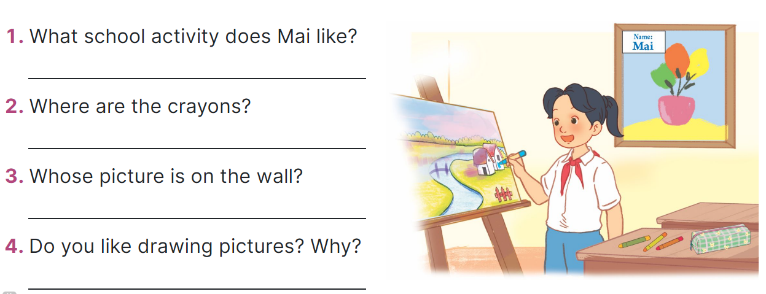 1. What school activity does Mai like?
2. Where are the crayons?
3. Whose picture is on the wall?
4. Do you like drawing pictures? Why?
Name:
Mai